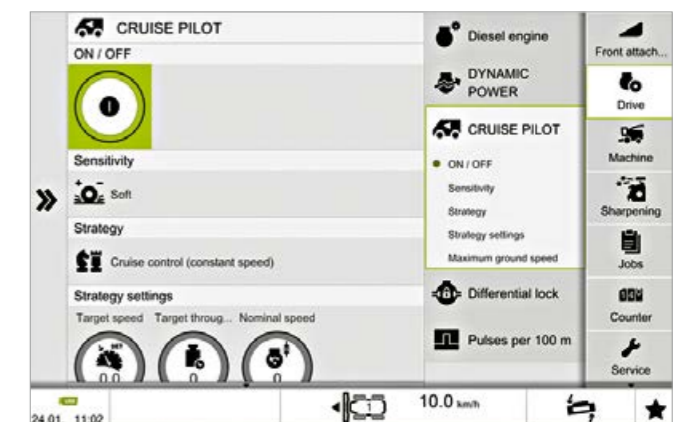 CRUISE PILOT
ON / OFF
Sensitivity
Soft
Strategy
Cruise control (constant speed)
Strategy settings
Target speed Target throug... Nominal speed
SET
0.0 0 0
Diesel engine
DYNAMIC
POWER
CRUISE PILOT
ON / OFF
Sensitivity
Strategy
Strategy settings
Maximum ground speed
Differential lock
Pulses per 100 m
Front attach...
Drive
Machine
Sharpening
Jobs
Counter
Service
24.01. 11:02
1
10.0 km/h